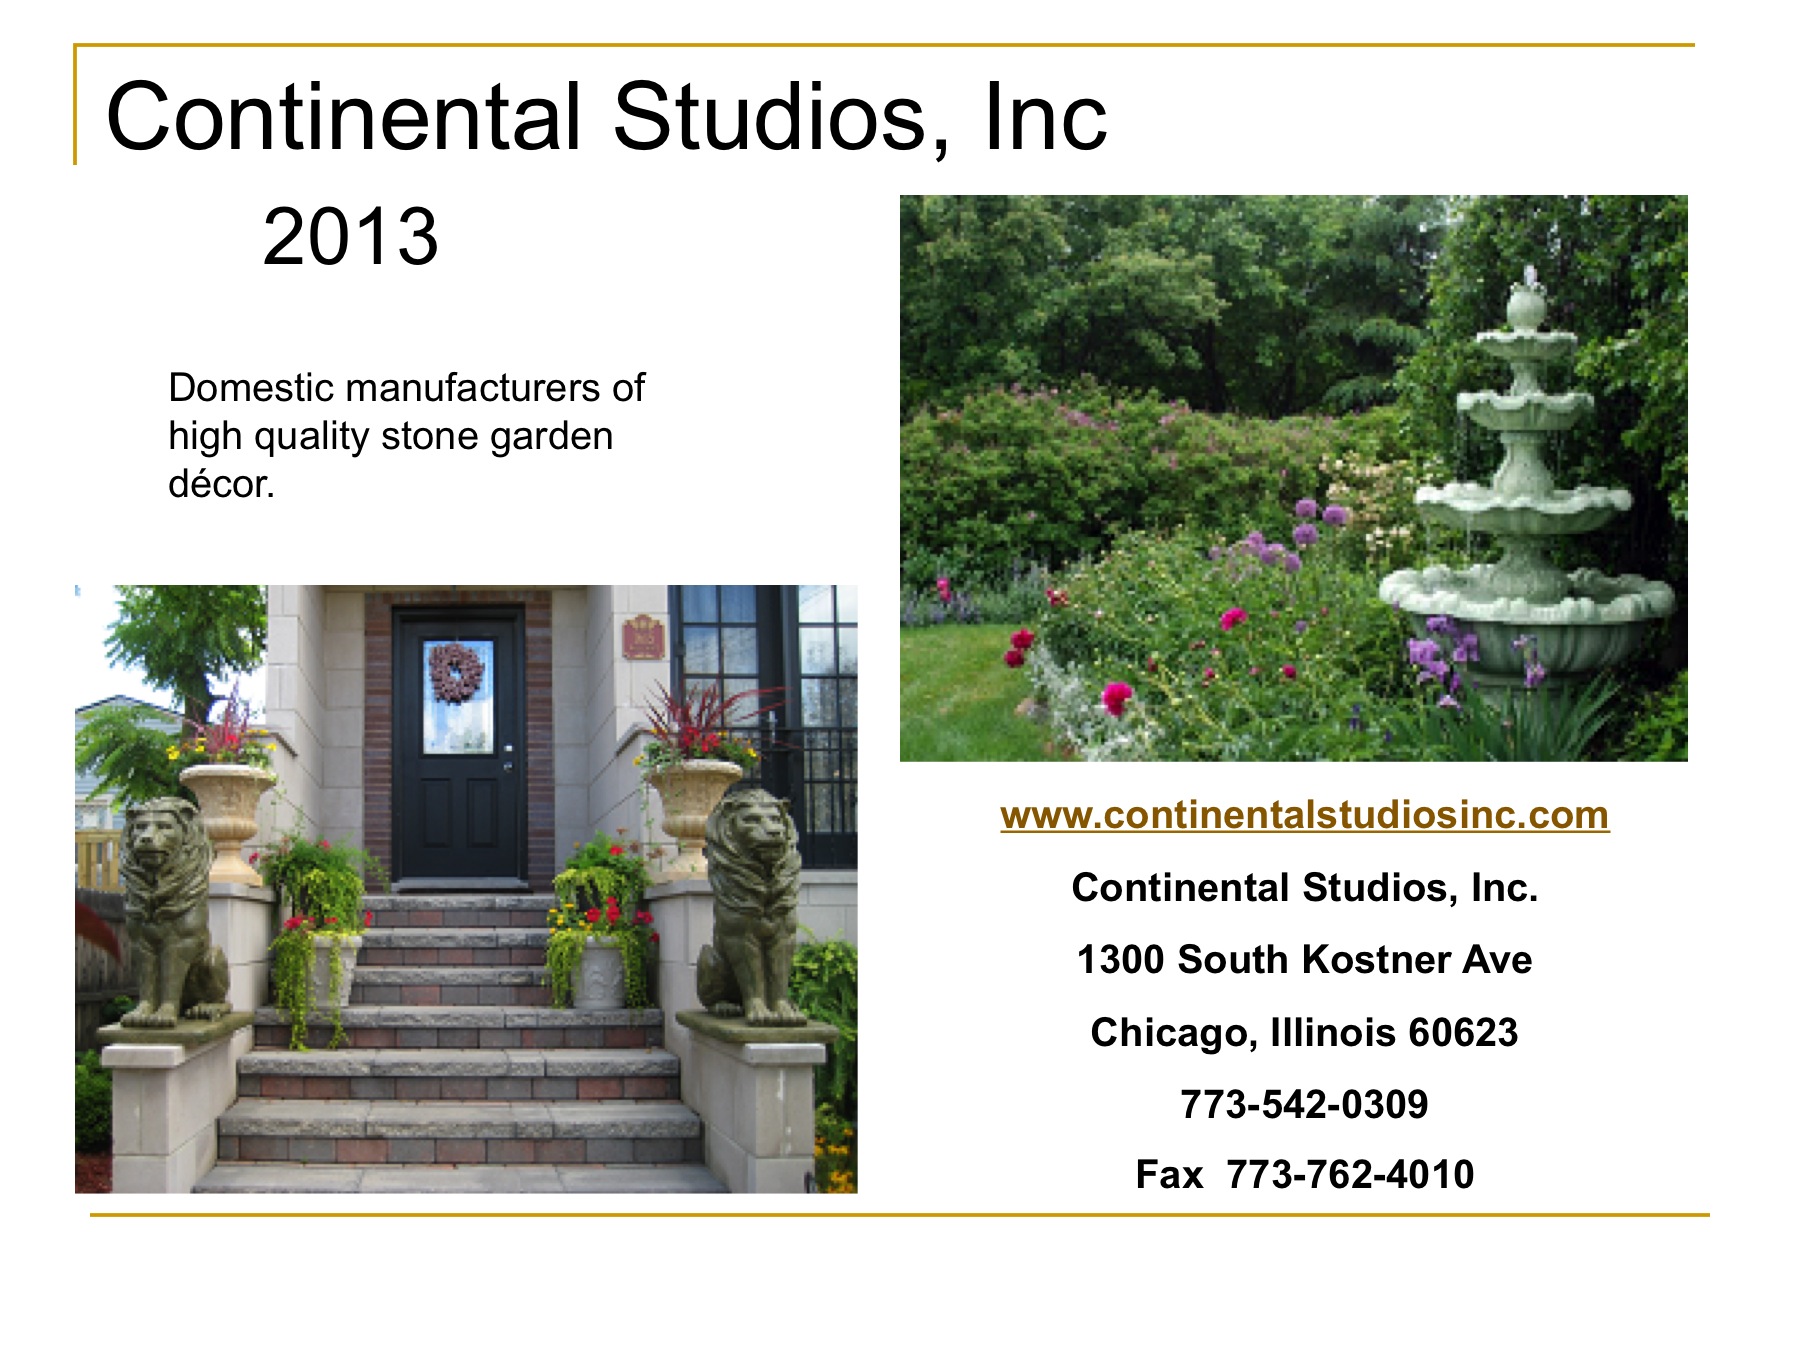 Continental Studios, Inc
2013
Domestic manufacturers of
high quality stone garden
décor.
www.continentalstudiosinc.com
Continental Studios, Inc.
1300 South Kostner Ave
Chicago, Illinois 60623
773-542-0309
Fax  773-762-4010